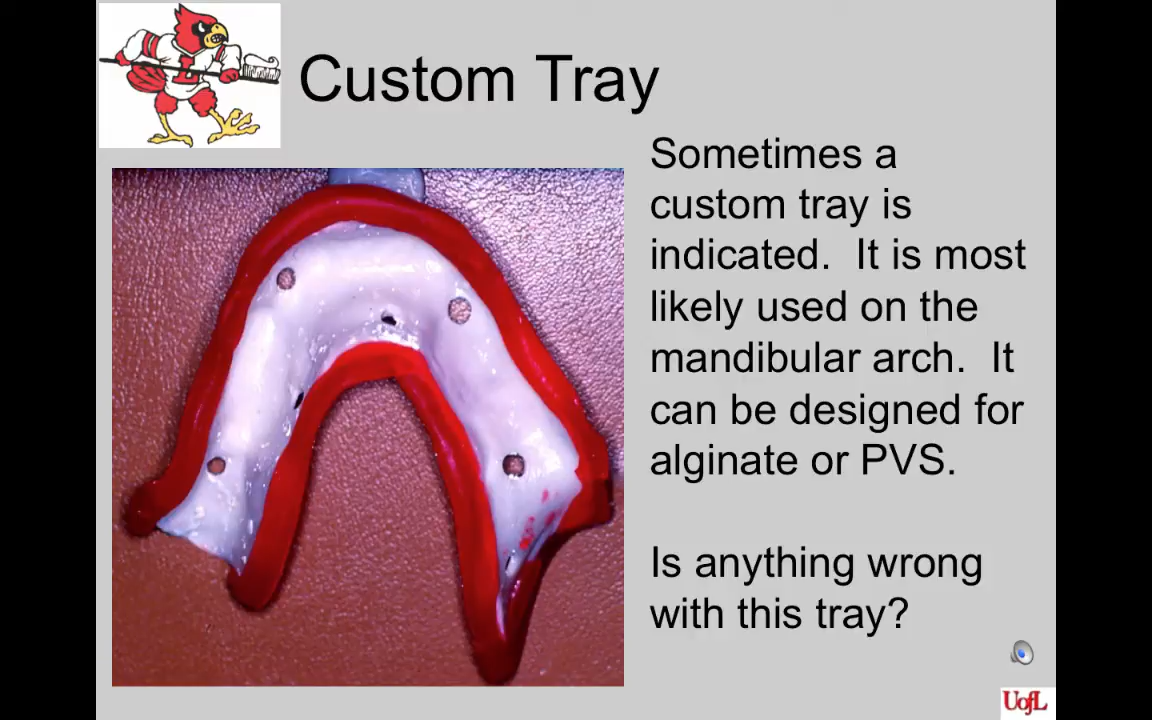 Custom Tray
Sometimes a
custom tray is
indicated.  It is most
likely used on the
mandibular arch.  It
can be designed for
alginate or PVS.
Is anything wrong
with this tray?
UofL